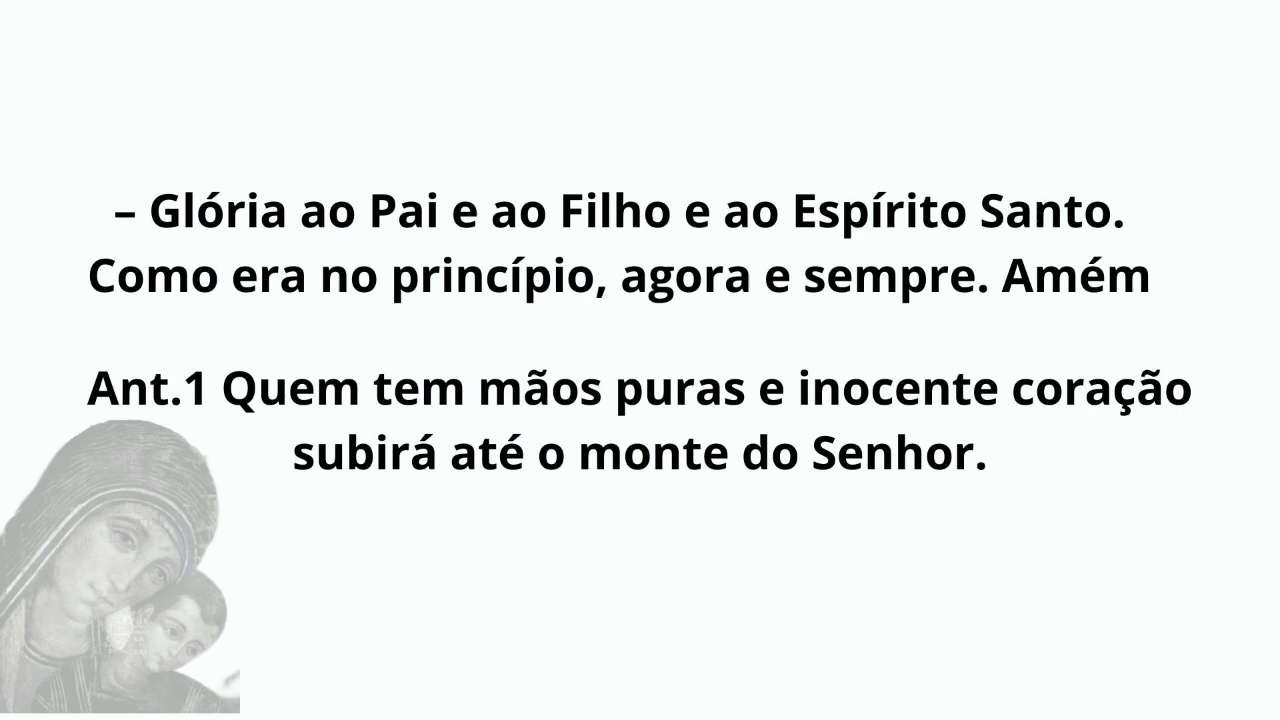 – Glória ao Pai e ao Filho e ao Espírito Santo.
Como era no princípio, agora e sempre. Amém
Ant.1 Quem tem mãos puras e inocente coração
subirá até o monte do Senhor.